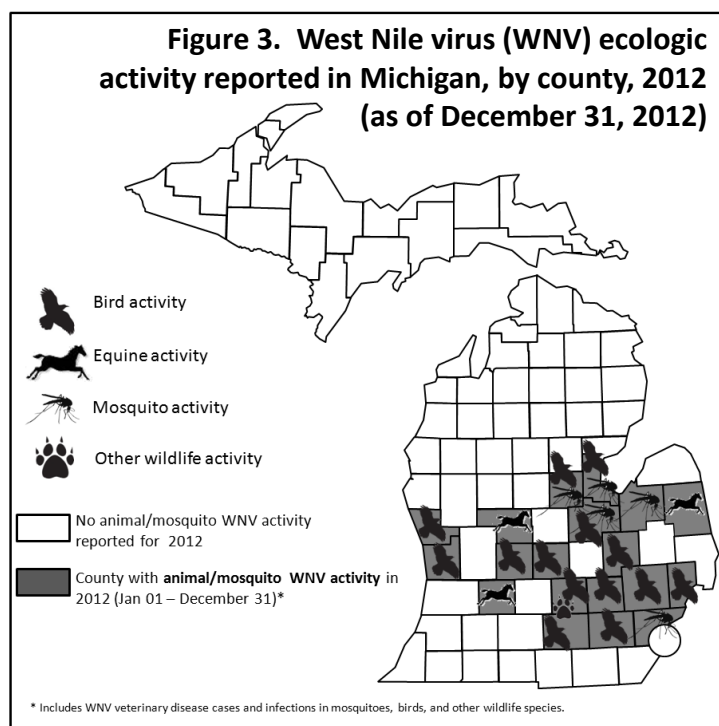 Figure 3.  West Nile virus (WNV) ecologic
activity reported in Michigan, by county, 2012
(as of December 31, 2012)
Bird activity
Equine activity
Mosquito activity
Other wildlife activity
No animal/mosquito WNV activity
reported for 2012
County with animal/mosquito WNV activity in
2012 (Jan 01 – December 31)*
* Includes WNV veterinary disease cases and infections in mosquitoes, birds, and other wildlife species.